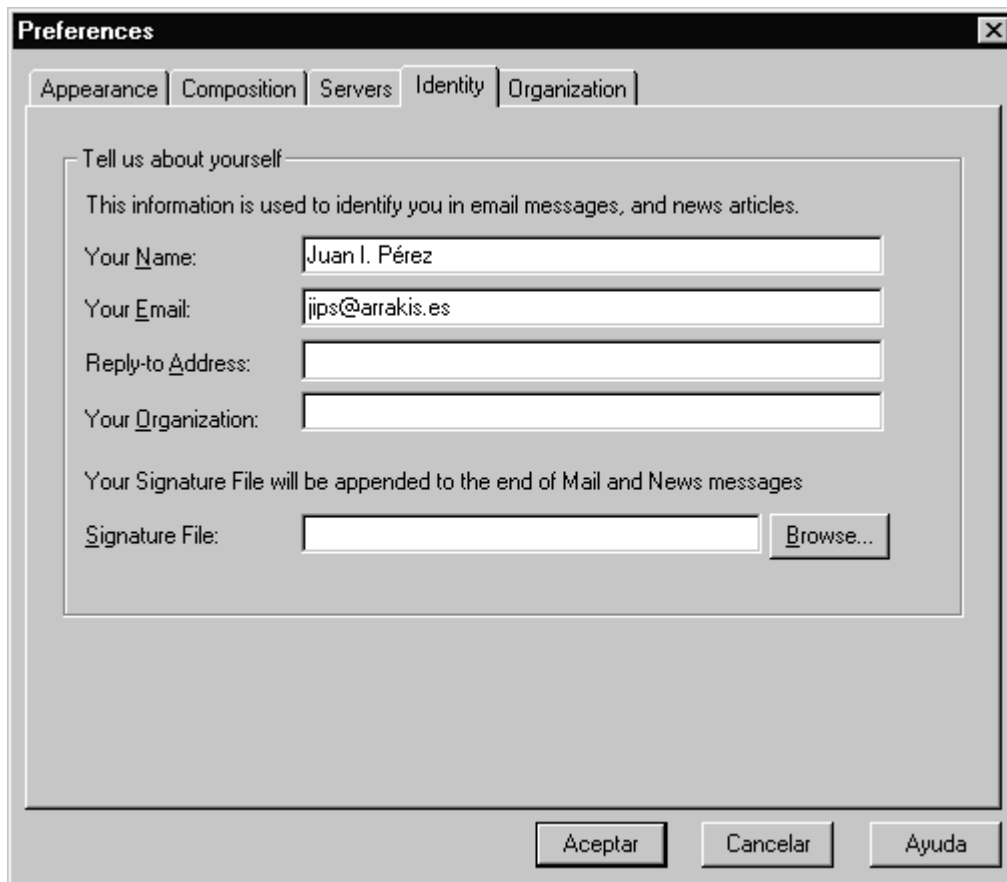 Preferences
Appearance Composition Servers Identity Organization
Tell us about yourself
This information is used to identify you in email messages, and news articles.
Your Name: Juan I. Pérez
Your Email: jips@arrakis.es
Reply-to Address:
Your Organization:
Your Signature File will be appended to the end of Mail and News messages
Signature File: Browse...
Aceptar Cancelar Ayuda